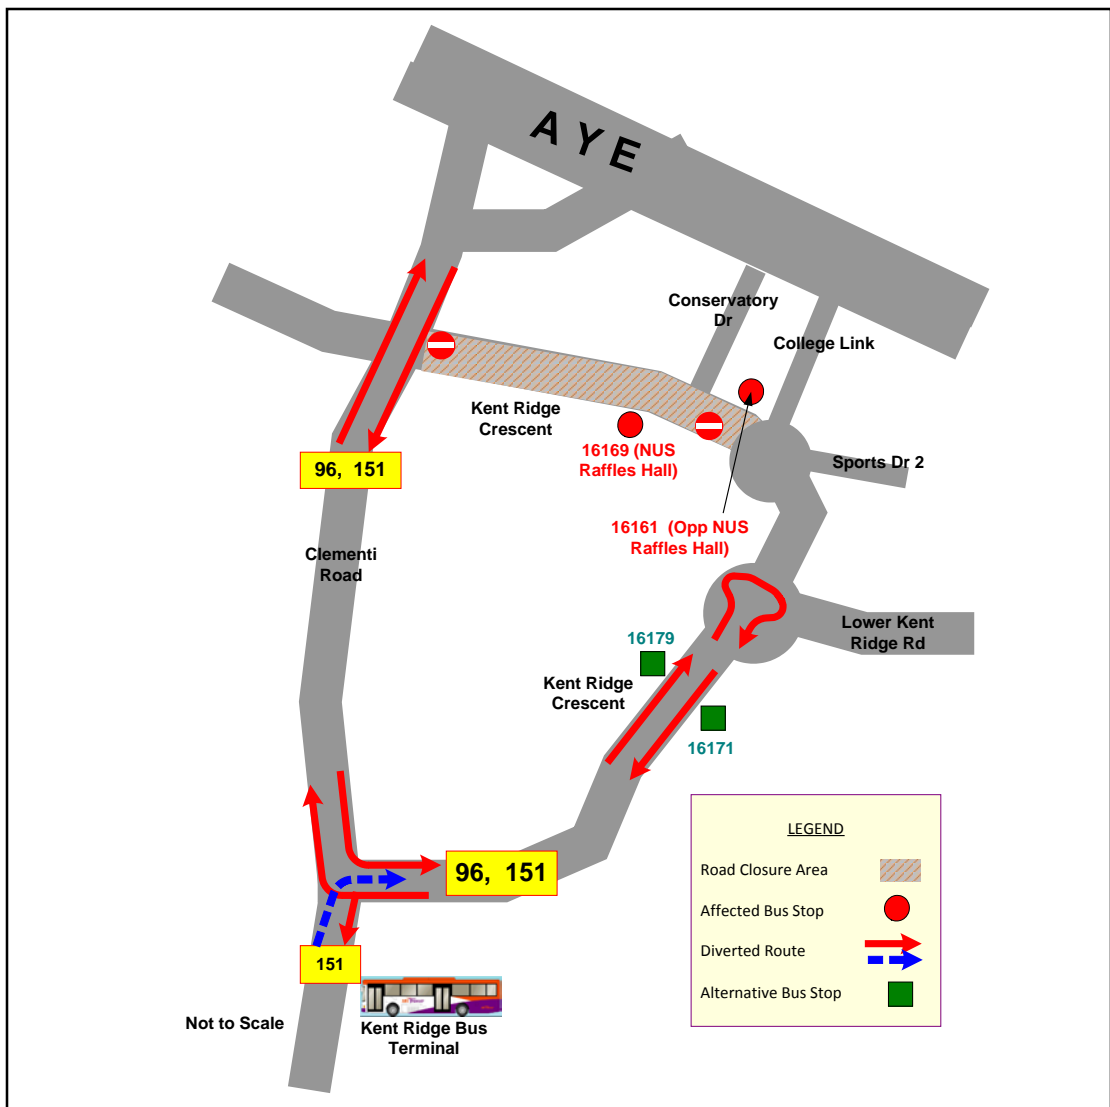 A Y E
Conservatory
Dr
College Link
Kent Ridge
Crescent
16169 (NUS
Raffles Hall)
Sports Dr 2
96,  151
16161  (Opp NUS
Raffles Hall)
Clementi
Road
Lower Kent
Ridge Rd
16179
Kent Ridge
Crescent
16171
LEGEND
Road Closure Area
Affected Bus Stop
Diverted Route
Alternative Bus Stop
96,  151
151
Not to Scale
Kent Ridge Bus
Terminal